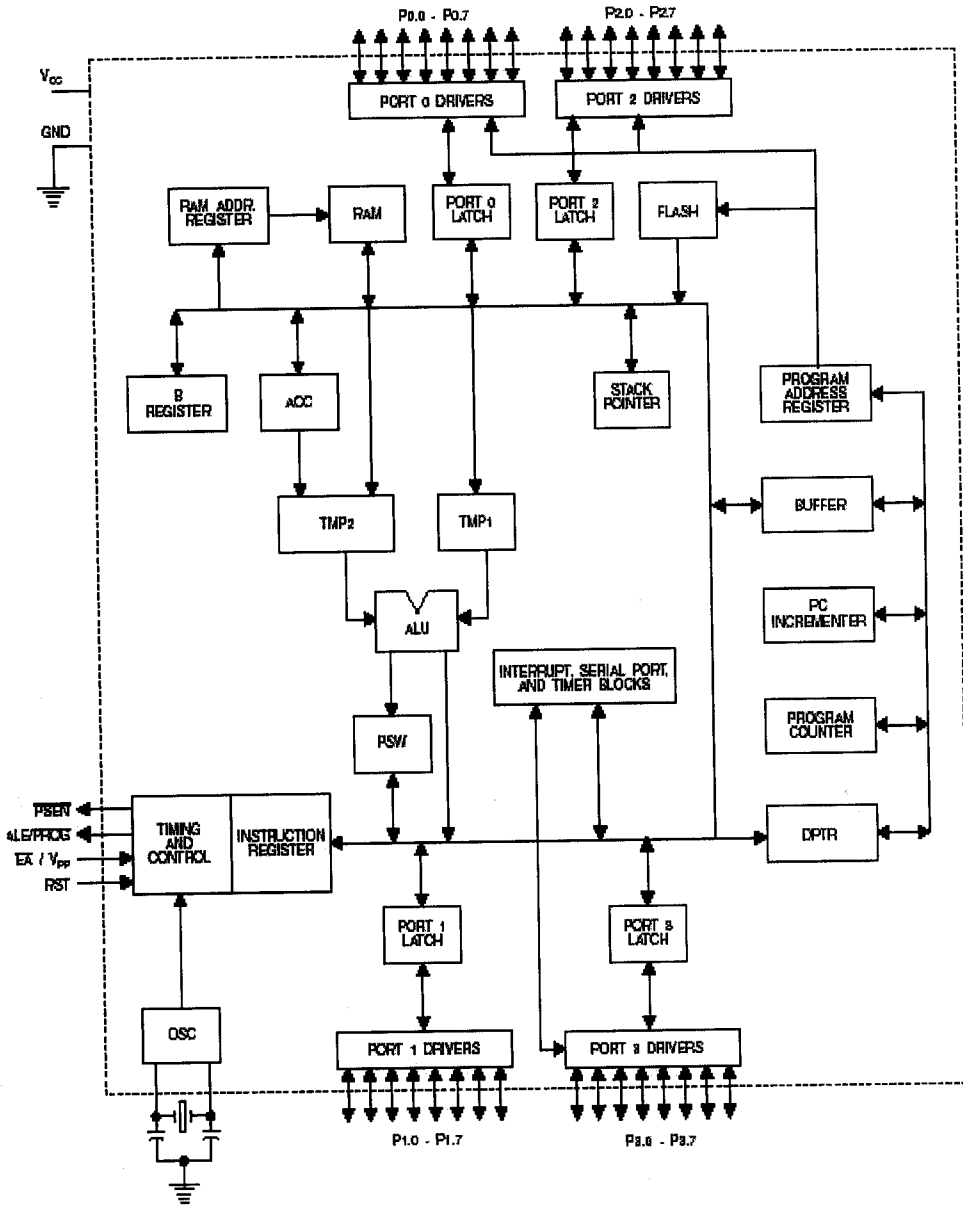 P0.0 - P0.7
P2.0 - P2.7
VCC
GND
PORT 0 DRIVERS
PORT 2 DRIVERS
RAM ADDR.
REGISTER
RAM
PORT 0
LATCH
PORT 2
LATCH
FLASH
B
REGISTER
ACC
STACK
POINTER
PROGRAM
ADDRESS
REGISTER
TMP2
TMP1
BUFFER
ALU
PC
INCREMENTER
INTERRUPT, SERIAL PORT,
AND TIMER BLOCKS
PSW
PROGRAM
COUNTER
PSEN
ALE/PROG
EA / VPP
RST
TIMING
AND
CONTROL
INSTRUCTION
REGISTER
DPTR
PORT 1
LATCH
PORT 3
LATCH
OSC
PORT 1 DRIVERS
PORT 3 DRIVERS
P1.0 - P1.7
P3.0 - P3.7